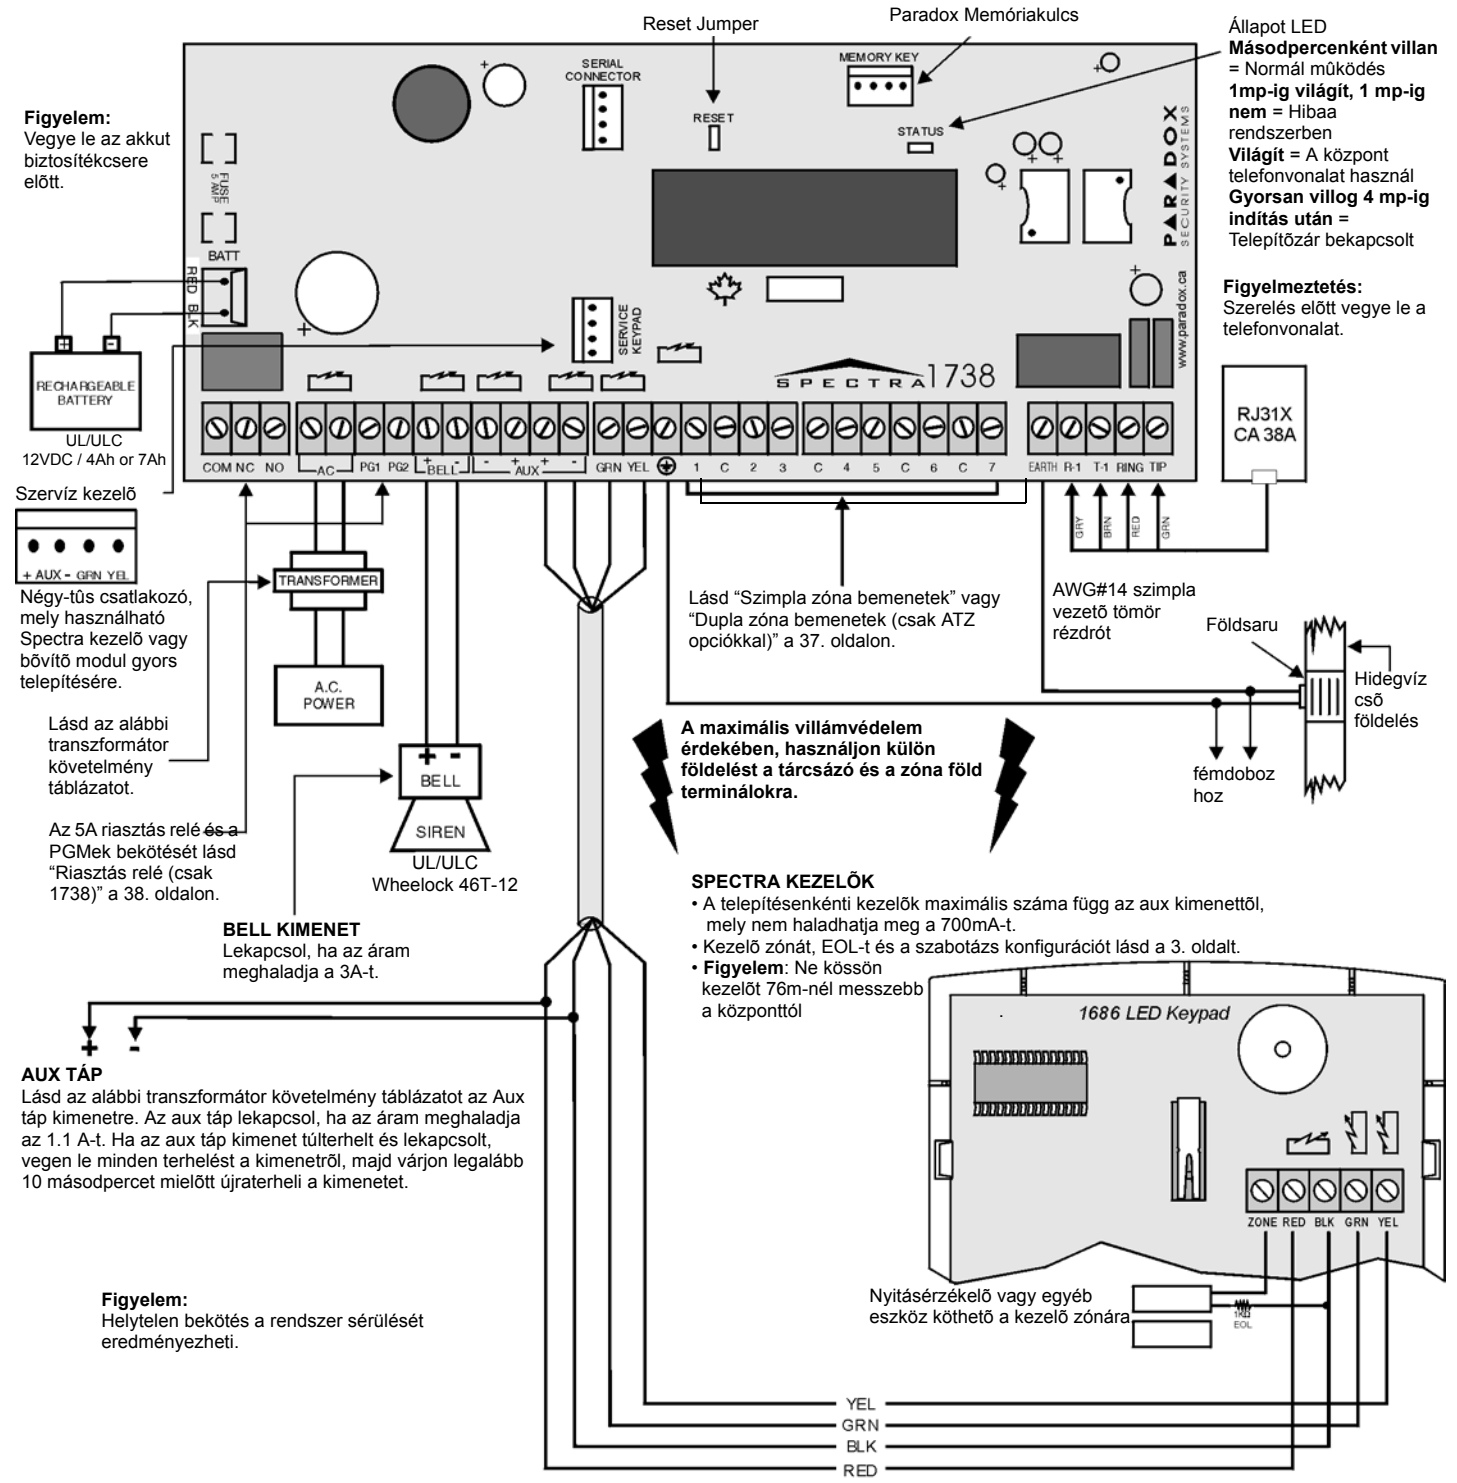 Reset Jumper
Paradox Memóriakulcs
Állapot LED
Másodpercenként villan
= Normál mûködés
1mp-ig világít, 1 mp-ig
nem = Hibaa
rendszerben
Világít = A központ
telefonvonalat használ
Gyorsan villog 4 mp-ig
indítás után =
Telepítõzár bekapcsolt
Figyelem:
Vegye le az akkut
biztosítékcsere
elõtt.
SERIAL
CONNECTOR
MEMORY KEY
RESET
STATUS
FUSE
5 AMP
BATT
RED
BLK
PARADOX
SECURITY SYSTEMS
www.paradox.ca
Figyelmeztetés:
Szerelés elõtt vegye le a
telefonvonalat.
SERVICE
KEYPAD
SPECTRA 1738
RECHARGEABLE
BATTERY
UL/ULC
12VDC / 4Ah or 7Ah
RJ31X
CA 38A
COM NC NO AC PG1 PG2 + BELL - - + AUX + - GRN YEL 1 C 2 3 C 4 5 C 6 C 7 EARTH R-1 T-1 RING TIP
GRY
BRN
RED
GRN
Szervíz kezelõ
+ AUX - GRN YEL
Négy-tûs csatlakozó,
mely használható
Spectra kezelõ vagy
bõvítõ modul gyors
telepítésére.
TRANSFORMER
A.C.
POWER
Lásd az alábbi
transzformátor
követelmény
táblázatot.
Az 5A riasztás relé és a
PGMek bekötését lásd
“Riasztás relé (csak
1738)” a 38. oldalon.
+ -
BELL
SIREN
UL/ULC
Wheelock 46T-12
BELL KIMENET
Lekapcsol, ha az áram
meghaladja a 3A-t.
Lásd “Szimpla zóna bemenetek” vagy
“Dupla zóna bemenetek (csak ATZ
opciókkal)” a 37. oldalon.
AWG#14 szimpla
vezetõ tömör
rézdrót
Földsaru
Hidegvíz
csõ
földelés
fémdoboz
hoz
A maximális villámvédelem
érdekében, használjon külön
földelést a tárcsázó és a zóna föld
terminálokra.
SPECTRA KEZELÕK
• A telepítésenkénti kezelõk maximális száma függ az aux kimenettõl,
mely nem haladhatja meg a 700mA-t.
• Kezelõ zónát, EOL-t és a szabotázs konfigurációt lásd a 3. oldalt.
• Figyelem: Ne kössön
kezelõt 76m-nél messzebb
a központtól
.
+ -
AUX TÁP
Lásd az alábbi transzformátor követelmény táblázatot az Aux
táp kimenetre. Az aux táp lekapcsol, ha az áram meghaladja
az 1.1 A-t. Ha az aux táp kimenet túlterhelt és lekapcsolt,
vegen le minden terhelést a kimenetrõl, majd várjon legalább
10 másodpercet mielõtt újraterheli a kimenetet.
1686 LED Keypad
ZONE RED BLK GRN YEL
Nyitásérzékelõ vagy egyéb
eszköz köthetõ a kezelõ zónára
1KΩ
EOL
Figyelem:
Helytelen bekötés a rendszer sérülését
eredményezheti.
YEL
GRN
BLK
RED